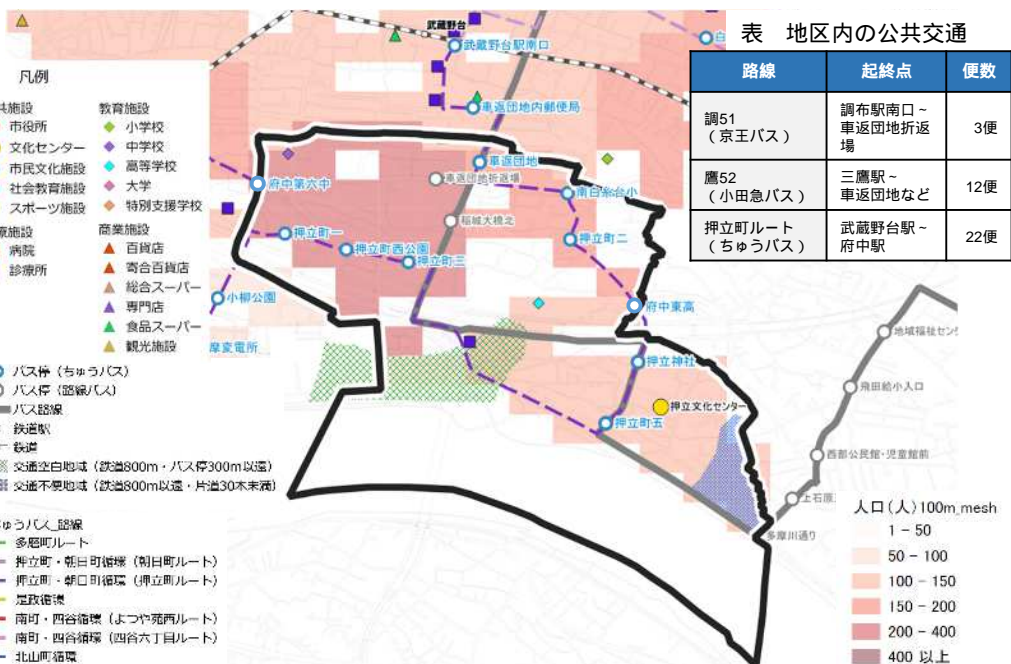 表　地区内の公共交通
路線
起終点
便数
調51
(京王バス)
調布駅南口～
車返団地折返
場
3便
鷹52
(小田急バス)
三鷹駅～
車返団地など
12便
押立町ルート
(ちゅうバス)
武蔵野台駅～
府中駅
22便
凡例
共施設
市役所
文化センター
市民文化施設
社会教育施設
スポーツ施設
療施設
病院
診療所
教育施設
小学校
中学校
高等学校
大学
特別支援学校
商業施設
百貨店
寄合百貨店
総合スーパー
専門店
食品スーパー
観光施設
バス停（ちゅうバス）
バス停（路線バス）
バス路線
鉄道駅
鉄道
交通空白地域（鉄道800m・バス停300m以遠）
交通不便地域（鉄道800m以遠・片道30本未満）
ちゅうバス_路線
多磨町ルート
押立町・朝日町循環（朝日町ルート）
押立町・朝日町循環（押立町ルート）
是政循環
南町・四谷循環（よつや苑西ルート）
南町・四谷循環（四谷六丁目ルート）
北山町循環
武蔵野台
武蔵野台駅南口
車返団地内郵便局
白
車返団地
車返団地折返場
府中第六中
南白糸台小
稲城大橋北
押立町一
押立町西公園
押立町三
押立町二
小柳公園
府中東高
摩変電所
押立神社
押立文化センター
押立町五
地域福祉セン
飛田給小入口
西部公民館・児童館前
上石原
多摩川通り
人口(人)100m_mesh
1 - 50
50 - 100
100 - 150
150 - 200
200 - 400
400 以上